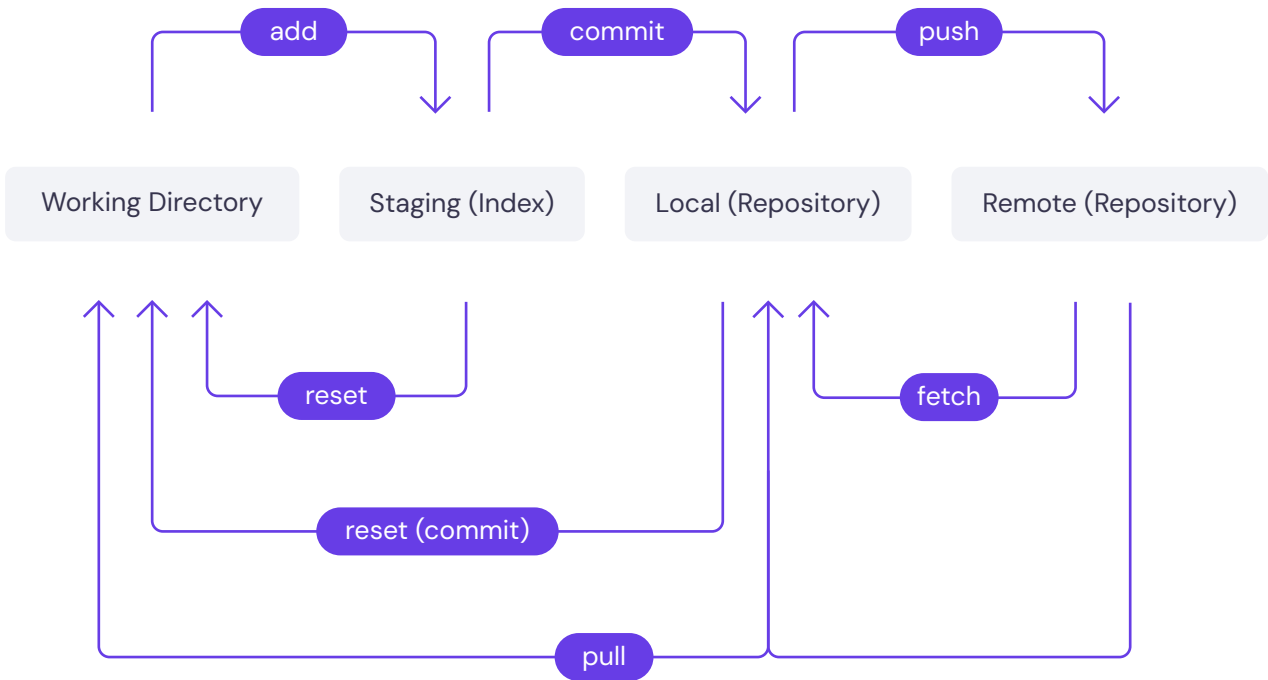 add
commit
push
Working Directory
Staging (Index)
Local (Repository)
Remote (Repository)
reset
fetch
reset (commit)
pull